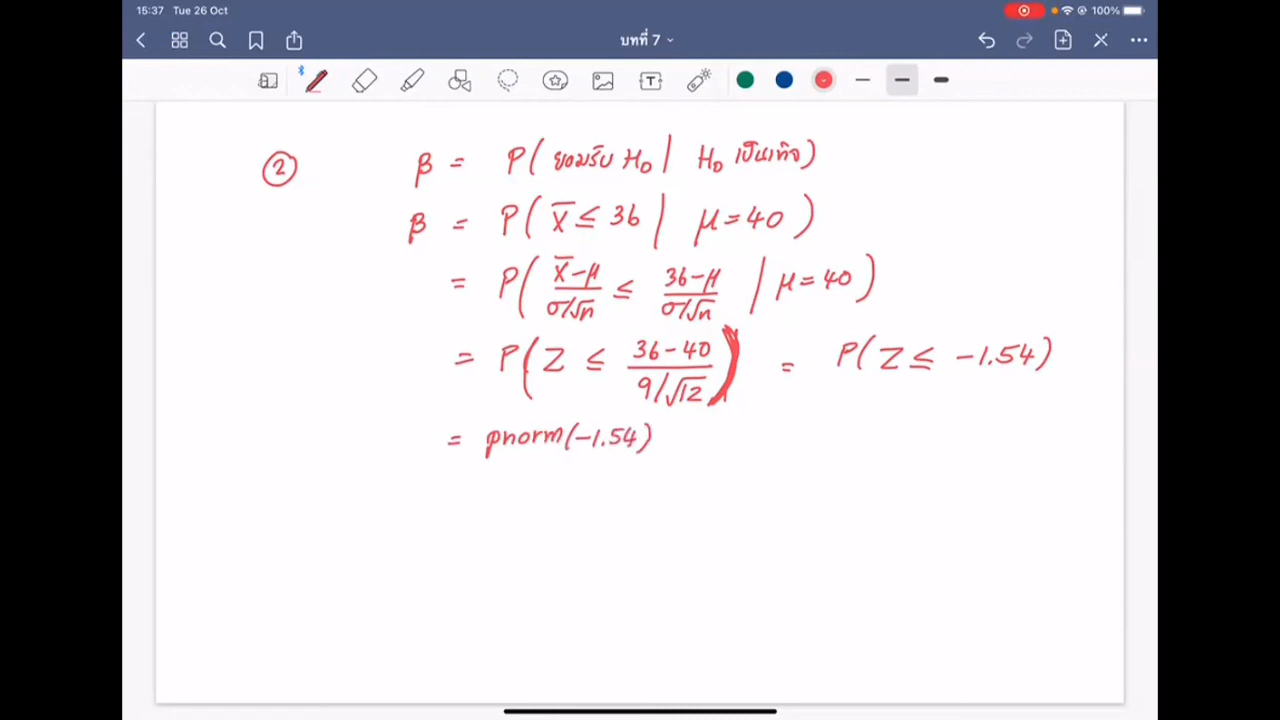 15:37 Tue 26 Oct 100%
บทที่ 7
② β = P( ยอมรับ H₀ | H₀ เป็นเท็จ )
β = P( X̄ ≤ 36 | μ = 40 )
= P( (X̄-μ)/(σ/√n) ≤ (36-μ)/(σ/√n) | μ = 40 )
= P( Z ≤ (36-40)/(9/√12) ) = P( Z ≤ -1.54 )
= pnorm(-1.54)